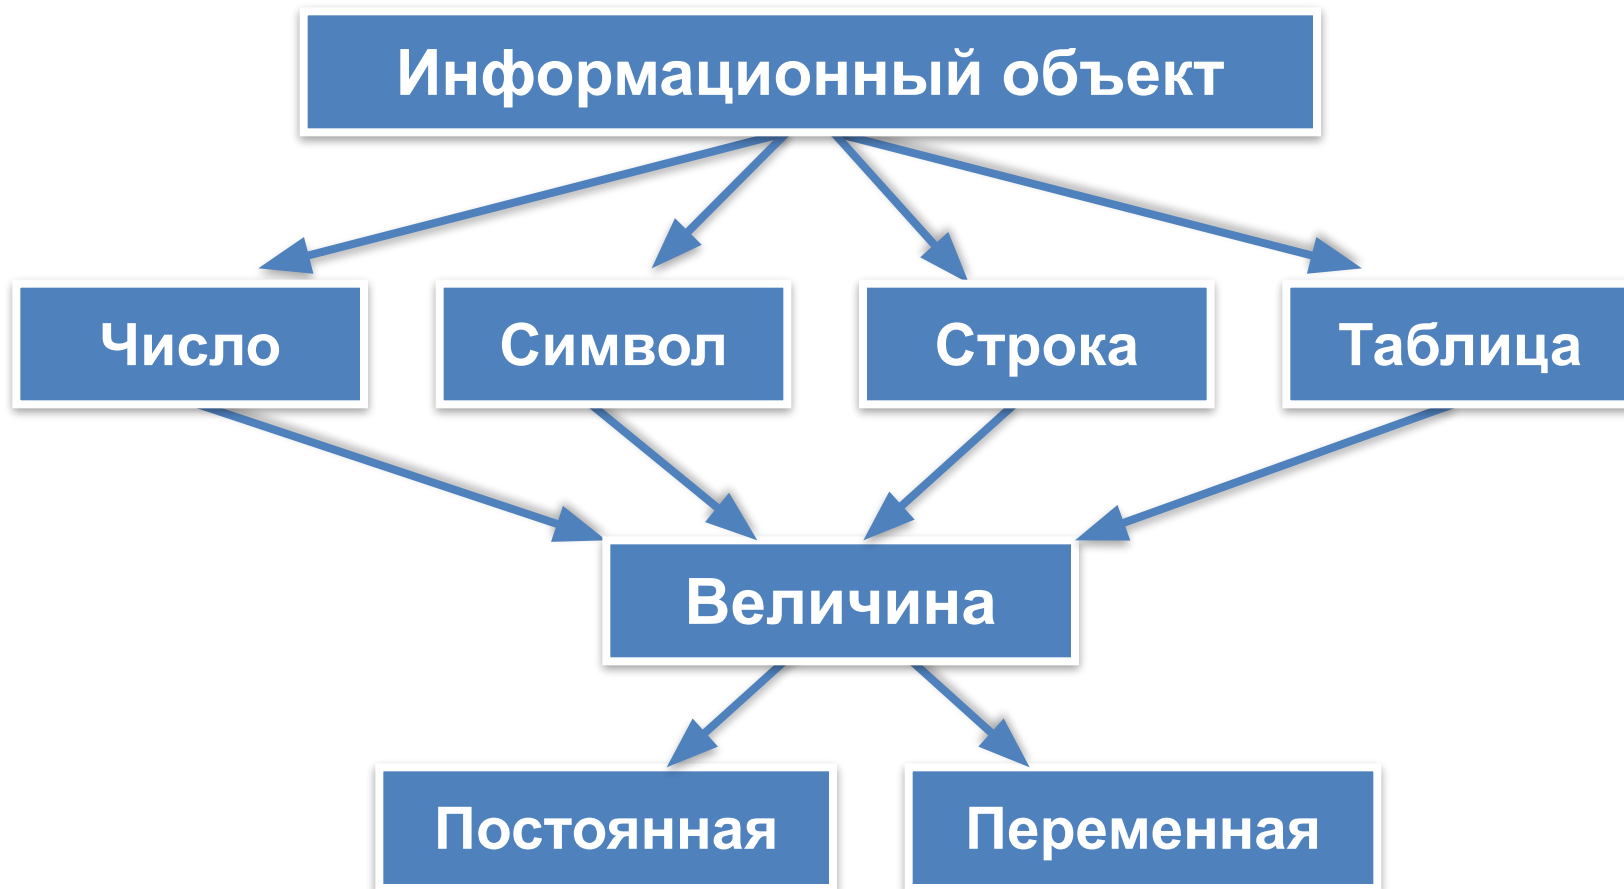 Информационный объект
Число
Символ
Строка
Таблица
Величина
Постоянная
Переменная